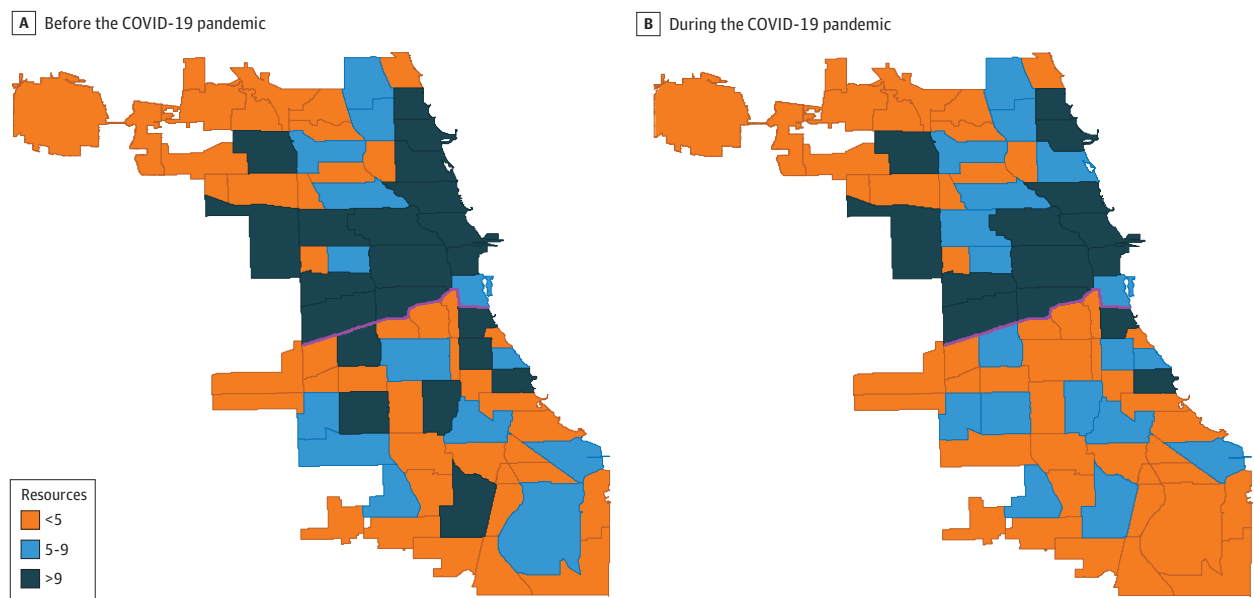 A Before the COVID-19 pandemic
B During the COVID-19 pandemic
Resources
<5
5-9
>9